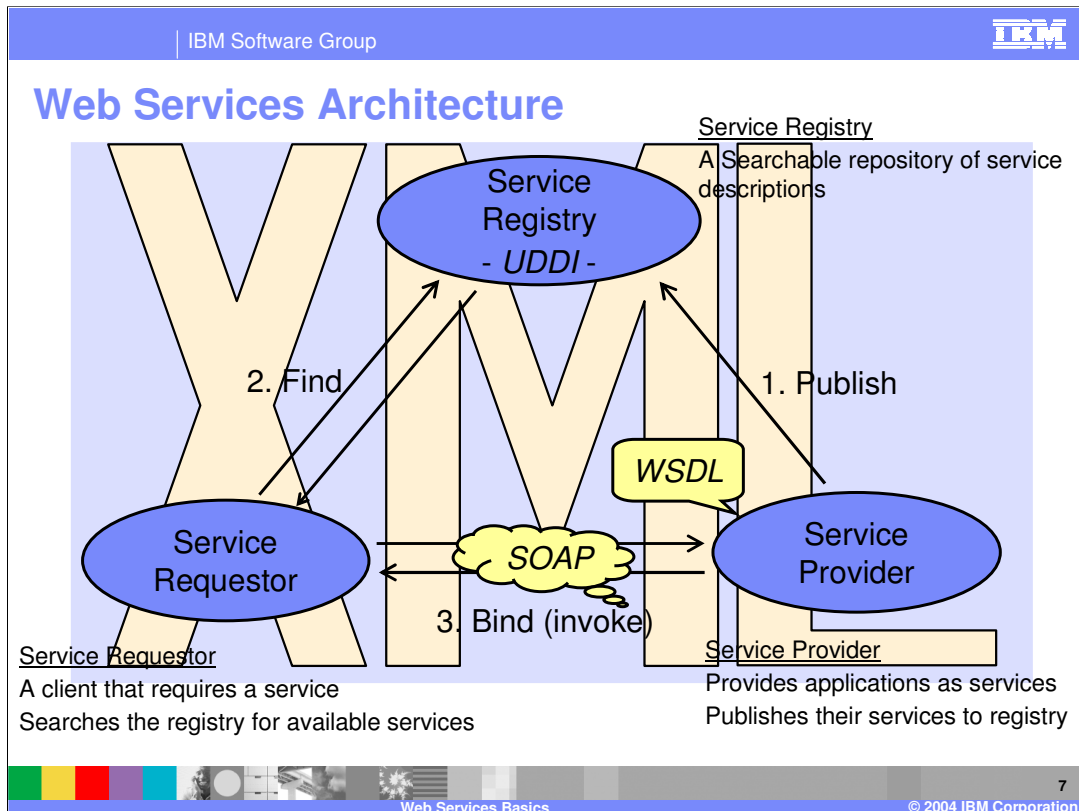 IBM Software Group
IBM
Web Services Architecture
Service Registry
A Searchable repository of service
descriptions
XML
Service
Registry
- UDDI -
2. Find
1. Publish
WSDL
Service
Requestor
SOAP
Service
Provider
3. Bind (invoke)
Service Requestor
A client that requires a service
Searches the registry for available services
Service Provider
Provides applications as services
Publishes their services to registry
7
Web Services Basics
© 2004 IBM Corporation